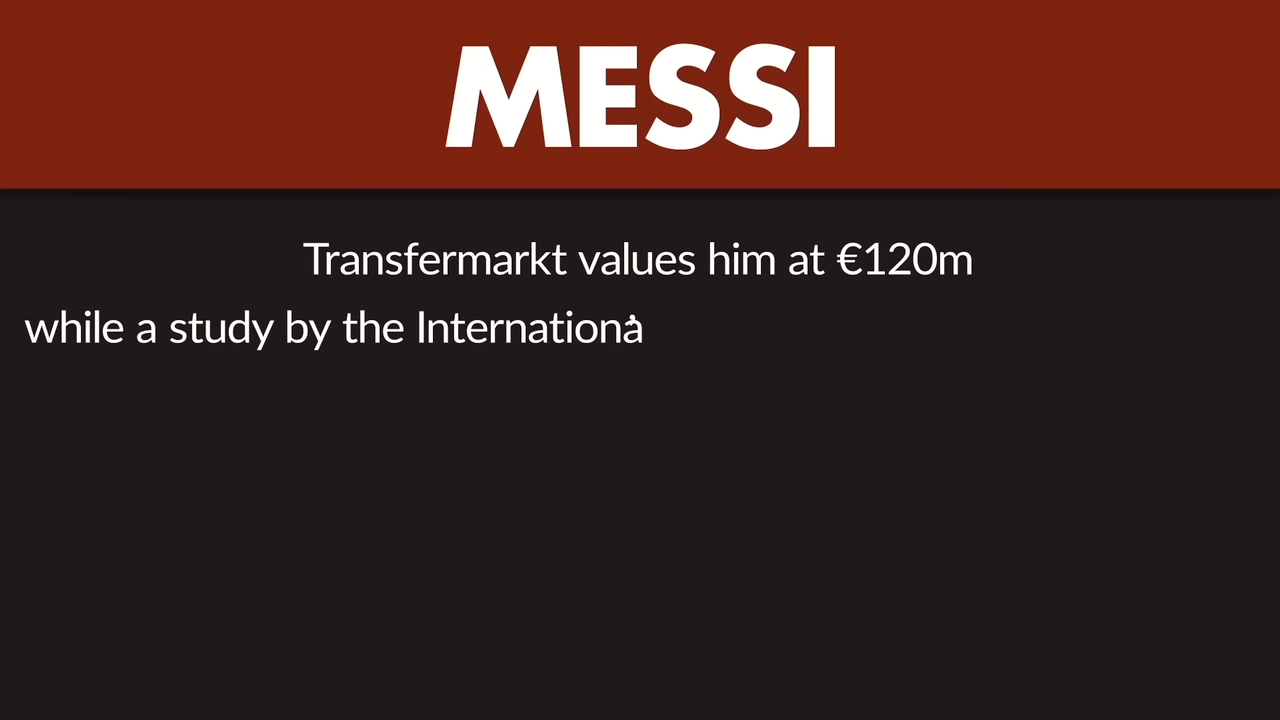 MESSI
Transfermarkt values him at €120m
while a study by the Internationa